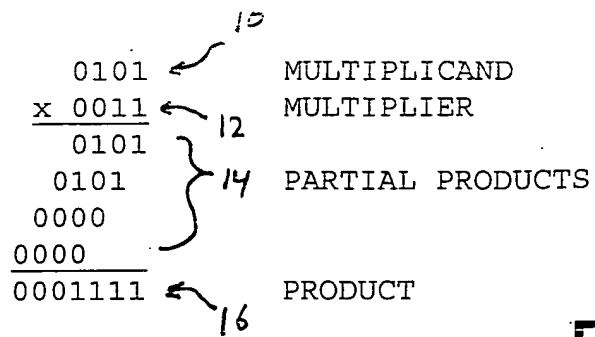 10
0101 MULTIPLICAND
x 0011 12 MULTIPLIER
0101
0101 14 PARTIAL PRODUCTS
0000
0000
0001111 PRODUCT
16